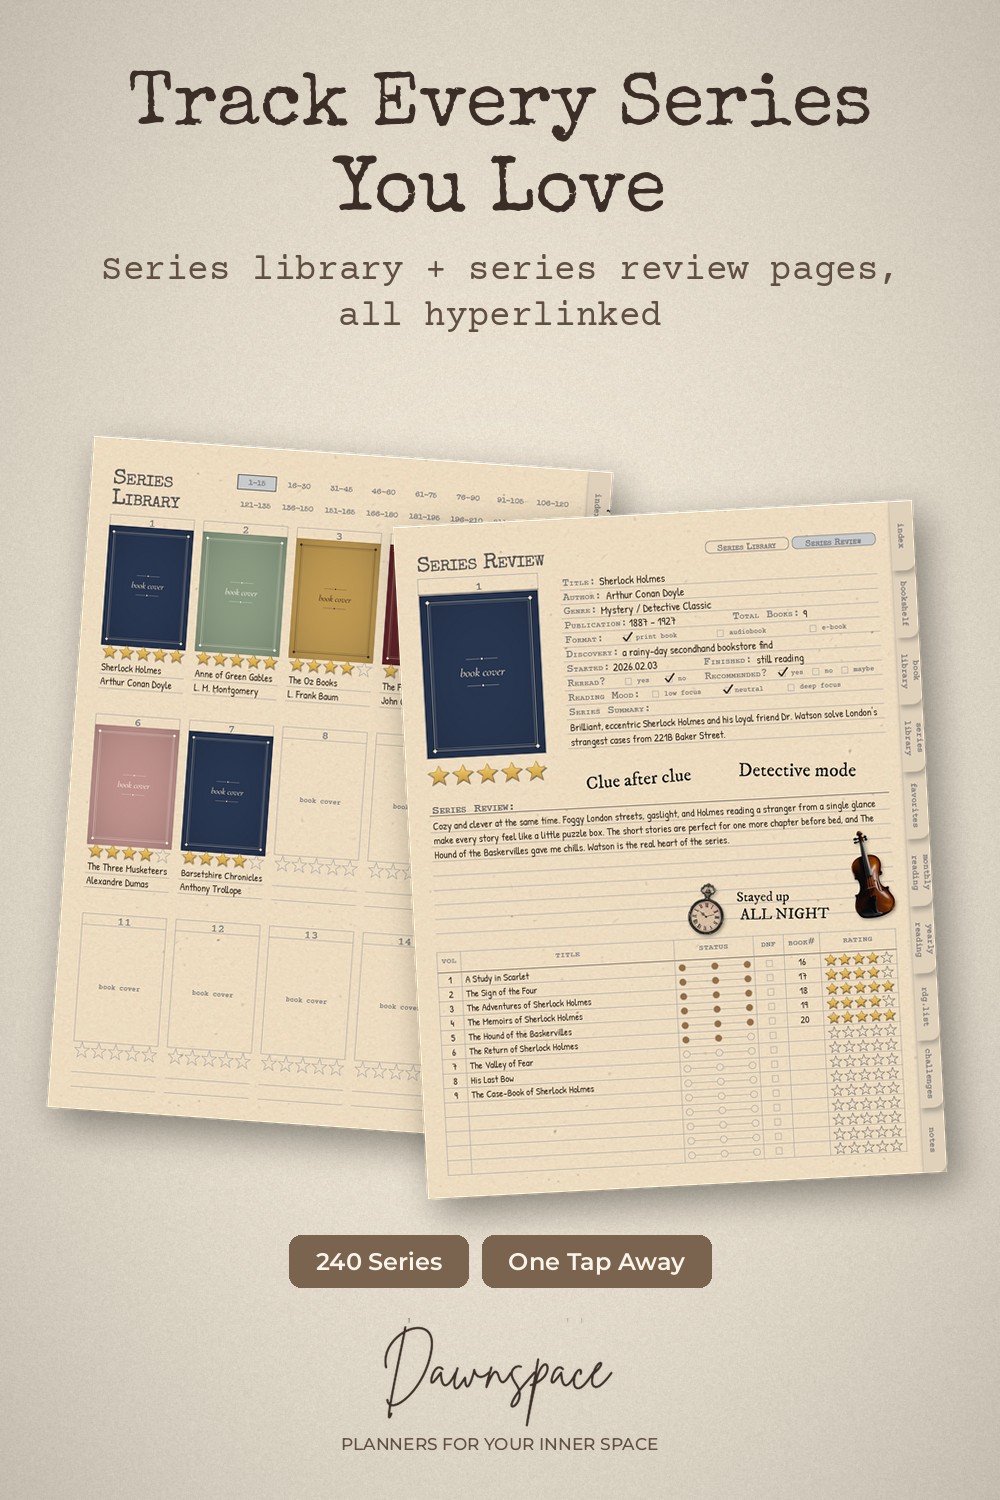 Track Every Series
You Love
Series library + series review pages,
all hyperlinked
SERIES
LIBRARY
1-15 16-30 31-45 46-60 61-75 76-90 91-105 106-120
121-135 136-150 151-165 166-180 181-195 196-210
index
1 2 3
book cover book cover book cover
Sherlock Holmes
Arthur Conan Doyle
Anne of Green Gables
L. M. Montgomery
The Oz Books
L. Frank Baum
6 7 8
book cover book cover book cover
The Three Musketeers
Alexandre Dumas
Barsetshire Chronicles
Anthony Trollope
11 12 13 14
book cover book cover book cover
SERIES REVIEW
SERIES LIBRARY SERIES REVIEW
1
book cover
TITLE: Sherlock Holmes
AUTHOR: Arthur Conan Doyle
GENRE: Mystery / Detective Classic
PUBLICATION: 1887 - 1927 TOTAL BOOKS: 9
FORMAT: print book audiobook e-book
DISCOVERY: a rainy-day secondhand bookstore find
STARTED: 2026.02.03 FINISHED: still reading
REREAD? yes no RECOMMENDED? yes no maybe
READING MOOD: low focus neutral deep focus
SERIES SUMMARY:
Brilliant, eccentric Sherlock Holmes and his loyal friend Dr. Watson solve London's
strangest cases from 221B Baker Street.
Clue after clue Detective mode
SERIES REVIEW:
Cozy and clever at the same time. Foggy London streets, gaslight, and Holmes reading a stranger from a single glance
make every story feel like a little puzzle box. The short stories are perfect for one more chapter before bed, and The
Hound of the Baskervilles gave me chills. Watson is the real heart of the series.
Stayed up
ALL NIGHT
VOL TITLE STATUS DNF BOOK# RATING
1 A Study in Scarlet 16
2 The Sign of the Four 17
3 The Adventures of Sherlock Holmes 18
4 The Memoirs of Sherlock Holmes 19
5 The Hound of the Baskervilles 20
6 The Return of Sherlock Holmes
7 The Valley of Fear
8 His Last Bow
9 The Case-Book of Sherlock Holmes
index
bookshelf
book
library
series
library
favorites
monthly
reading
yearly
reading
rdg.list
challenges
notes
240 Series
One Tap Away
Dawnspace
PLANNERS FOR YOUR INNER SPACE